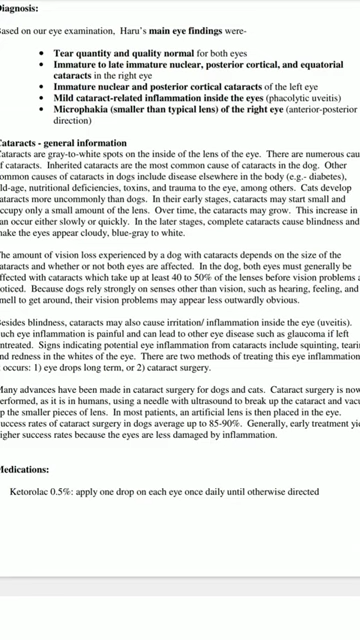 Diagnosis:
Based on our eye examination, Haru's main eye findings were-
• Tear quantity and quality normal for both eyes
• Immature to late immature nuclear, posterior cortical, and equatorial
cataracts in the right eye
• Immature nuclear and posterior cortical cataracts of the left eye
• Mild cataract-related inflammation inside the eyes (phacolytic uveitis)
• Microphakia (smaller than typical lens) of the right eye (anterior-posterior
direction)
Cataracts - general information
Cataracts are gray-to-white spots on the inside of the lens of the eye. There are numerous cau
of cataracts. Inherited cataracts are the most common cause of cataracts in the dog. Other
ommon causes of cataracts in dogs include disease elsewhere in the body (e.g.- diabetes),
ld-age, nutritional deficiencies, toxins, and trauma to the eye, among others. Cats develop
ataracts more uncommonly than dogs. In their early stages, cataracts may start small and
ccupy only a small amount of the lens. Over time, the cataracts may grow. This increase in
an occur either slowly or quickly. In the later stages, complete cataracts cause blindness and
make the eyes appear cloudy, blue-gray to white.
The amount of vision loss experienced by a dog with cataracts depends on the size of the
ataracts and whether or not both eyes are affected. In the dog, both eyes must generally be
ffected with cataracts which take up at least 40 to 50% of the lenses before vision problems a
oticed. Because dogs rely strongly on senses other than vision, such as hearing, feeling, and
mell to get around, their vision problems may appear less outwardly obvious.
Besides blindness, cataracts may also cause irritation/ inflammation inside the eye (uveitis).
uch eye inflammation is painful and can lead to other eye disease such as glaucoma if left
ntreated. Signs indicating potential eye inflammation from cataracts include squinting, tearin
nd redness in the whites of the eye. There are two methods of treating this eye inflammation
t occurs: 1) eye drops long term, or 2) cataract surgery.
Many advances have been made in cataract surgery for dogs and cats. Cataract surgery is now
erformed, as it is in humans, using a needle with ultrasound to break up the cataract and vacu
p the smaller pieces of lens. In most patients, an artificial lens is then placed in the eye.
uccess rates of cataract surgery in dogs average up to 85-90%. Generally, early treatment yie
igher success rates because the eyes are less damaged by inflammation.
Medications:
Ketorolac 0.5%: apply one drop on each eye once daily until otherwise directed